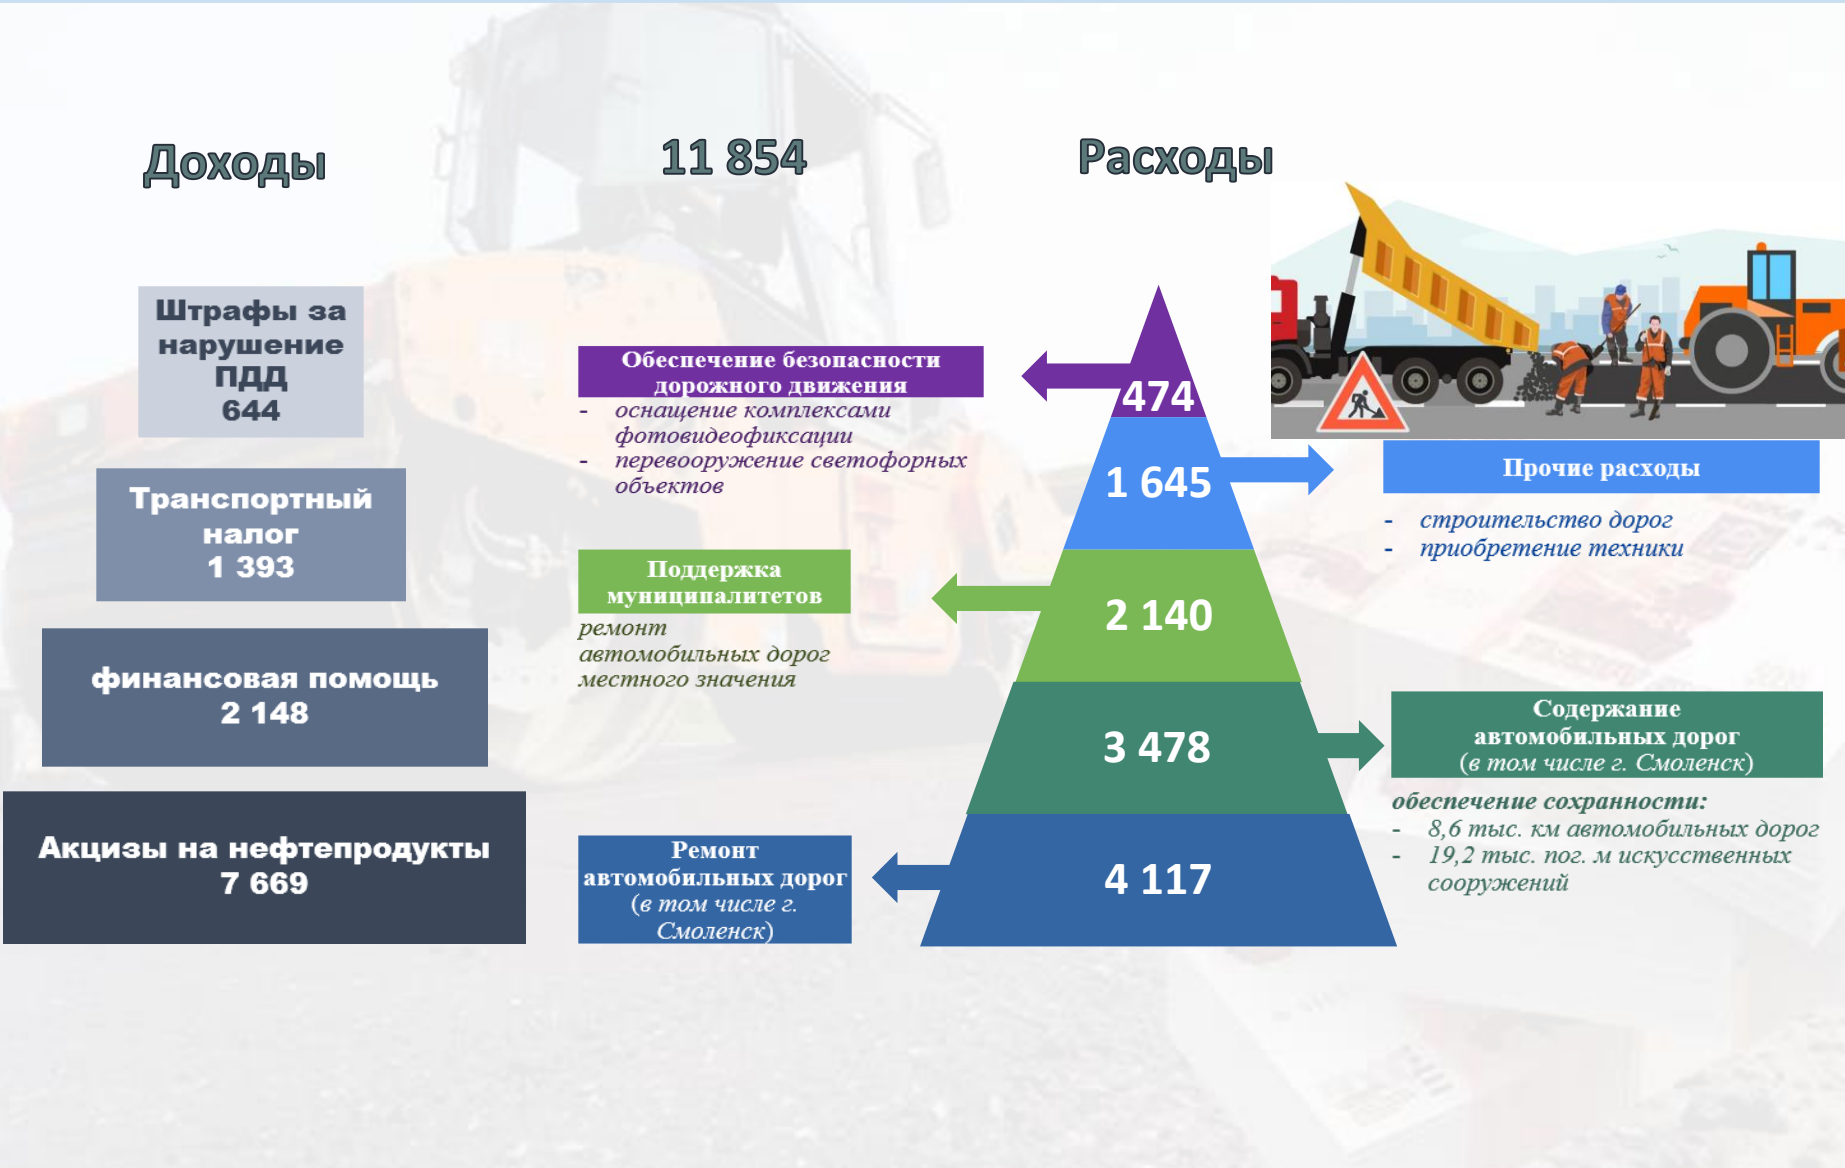 Доходы
11 854
Расходы
Штрафы за
нарушение
ПДД
644
Транспортный
налог
1 393
финансовая помощь
2 148
Акцизы на нефтепродукты
7 669
Обеспечение безопасности
дорожного движения
- оснащение комплексами
фотовидеофиксации
- перевооружение светофорных
объектов
Поддержка
муниципалитетов
ремонт
автомобильных дорог
местного значения
Ремонт
автомобильных дорог
(в том числе г.
Смоленск)
474
1 645
2 140
3 478
4 117
Прочие расходы
- строительство дорог
- приобретение техники
Содержание
автомобильных дорог
(в том числе г. Смоленск)
обеспечение сохранности:
- 8,6 тыс. км автомобильных дорог
- 19,2 тыс. пог. м искусственных
сооружений